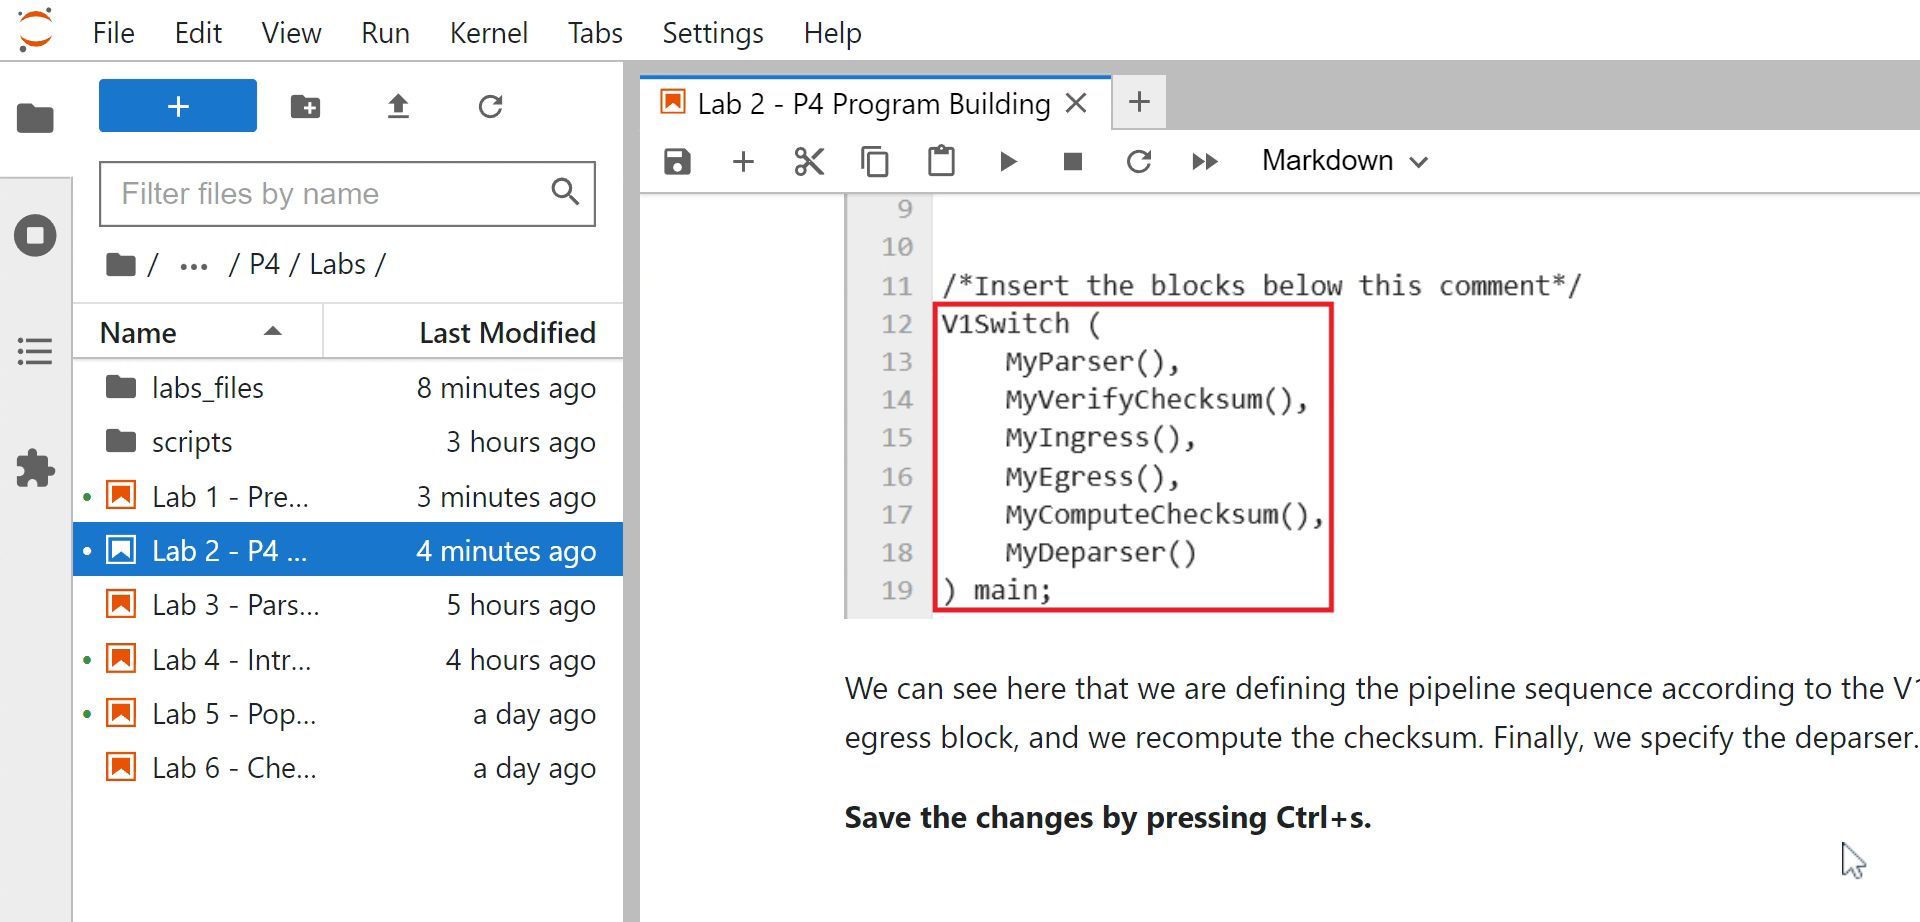 File Edit View Run Kernel Tabs Settings Help
+
Filter files by name
/ ... / P4 / Labs /
Name Last Modified
labs_files 8 minutes ago
scripts 3 hours ago
Lab 1 - Pre... 3 minutes ago
Lab 2 - P4 ... 4 minutes ago
Lab 3 - Pars... 5 hours ago
Lab 4 - Intr... 4 hours ago
Lab 5 - Pop... a day ago
Lab 6 - Che... a day ago
Lab 2 - P4 Program Building
Markdown
9
10
11 /*Insert the blocks below this comment*/
12 V1Switch (
13 MyParser(),
14 MyVerifyChecksum(),
15 MyIngress(),
16 MyEgress(),
17 MyComputeChecksum(),
18 MyDeparser()
19 ) main;
We can see here that we are defining the pipeline sequence according to the V1
egress block, and we recompute the checksum. Finally, we specify the deparser.
Save the changes by pressing Ctrl+s.